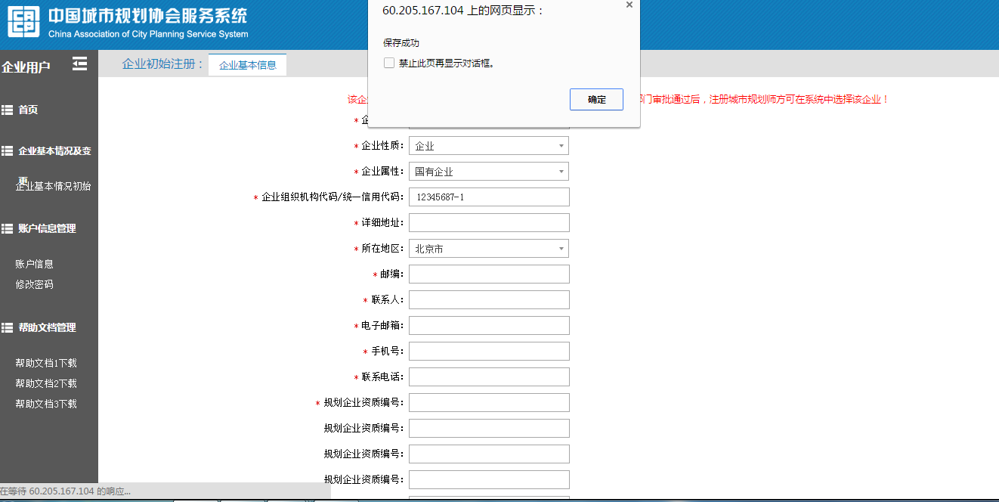 中国城市规划协会服务系统
China Association of City Planning Service System
60.205.167.104 上的网页显示：
保存成功
禁止此页再显示对话框。
确定
企业用户
企业初始注册：
企业基本信息
首页
企业基本情况及变
更
企业基本情况初始
账户信息管理
账户信息
修改密码
帮助文档管理
帮助文档1下载
帮助文档2下载
帮助文档3下载
该企
门审批通过后，注册城市规划师方可在系统中选择该企业！
* 企
* 企业性质： 企业
* 企业属性： 国有企业
* 企业组织机构代码/统一信用代码： 12345687-1
* 详细地址：
* 所在地区： 北京市
* 邮编：
* 联系人：
* 电子邮箱：
* 手机号：
* 联系电话：
* 规划企业资质编号：
规划企业资质编号：
规划企业资质编号：
规划企业资质编号：
在等待 60.205.167.104 的响应...